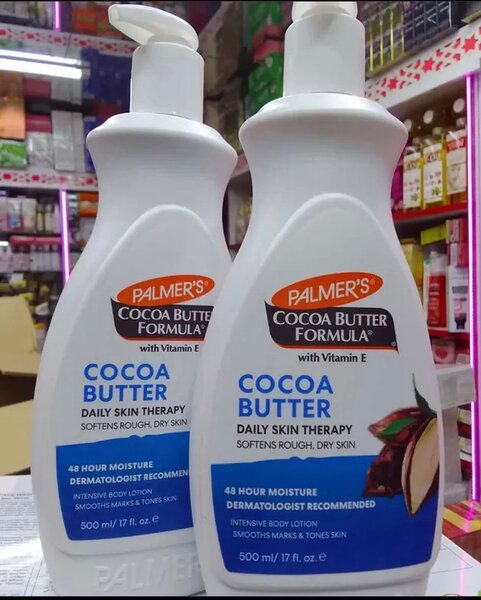 PALMER'S
COCOA BUTTER
FORMULA®
with Vitamin E
COCOA
BUTTER
DAILY SKIN THERAPY
SOFTENS ROUGH, DRY SKIN
48 HOUR MOISTURE
DERMATOLOGIST RECOMMEN
INTENSIVE BODY LOTION
SMOOTHS MARKS & TONES SKIN
500 ml/ 17 fl. oz. e
PALMER'S
PALMER'S
COCOA BUTTER
FORMULA®
with Vitamin E
COCOA
BUTTER
DAILY SKIN THERAPY
SOFTENS ROUGH, DRY SKIN
48 HOUR MOISTURE
DERMATOLOGIST RECOMMENDED
INTENSIVE BODY LOTION
SMOOTHS MARKS & TONES SKIN
500 ml/ 17 fl. oz. e